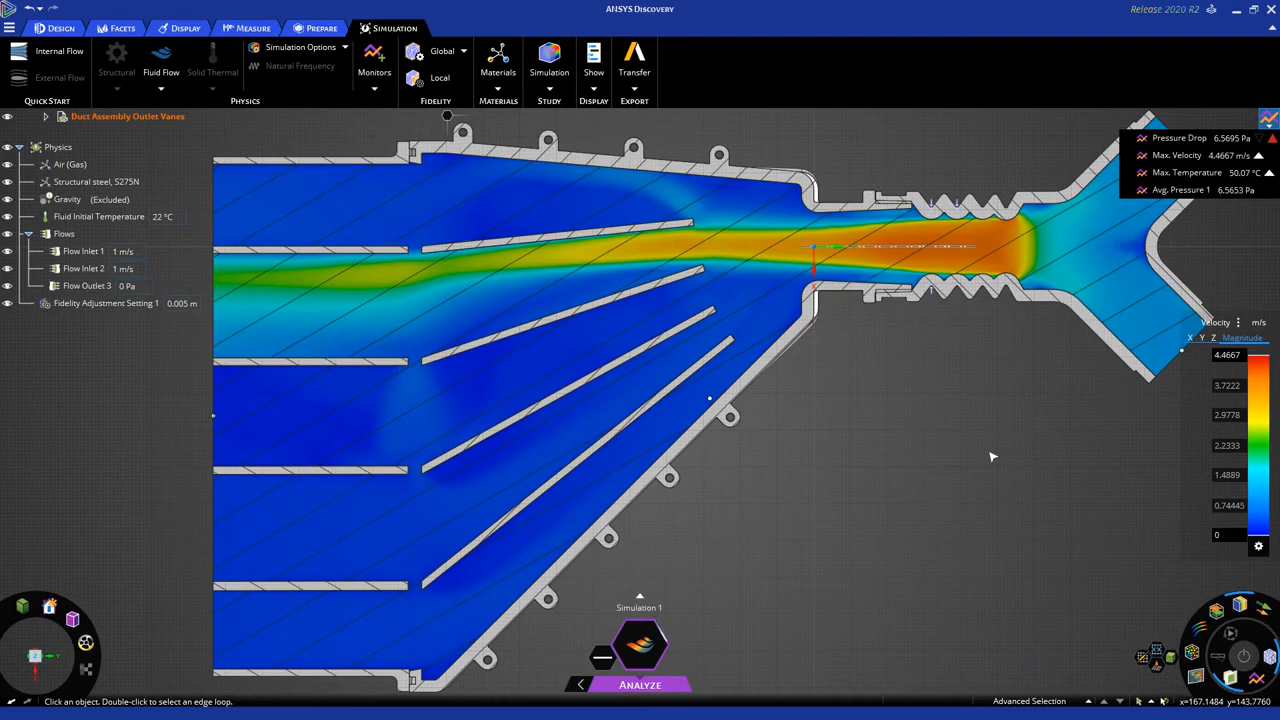 ANSYS Discovery
Release 2020 R2
DESIGN
FACETS
DISPLAY
MEASURE
PREPARE
SIMULATION
Internal Flow
External Flow
QUICK START
Structural
Fluid Flow
Solid Thermal
Simulation Options
Natural Frequency
PHYSICS
Monitors
Global
Local
FIDELITY
Materials
MATERIALS
Simulation
STUDY
Show
DISPLAY
Transfer
EXPORT
Duct Assembly Outlet Vanes
Physics
Air (Gas)
Structural steel, S275N
Gravity (Excluded)
Fluid Initial Temperature 22 °C
Flows
Flow Inlet 1 1 m/s
Flow Inlet 2 1 m/s
Flow Outlet 3 0 Pa
Fidelity Adjustment Setting 1 0.005 m
Pressure Drop 6.5695 Pa
Max. Velocity 4.4667 m/s
Max. Temperature 50.07 °C
Avg. Pressure 1 6.5653 Pa
Velocity m/s
X Y Z Magnitude
4.4667
3.7222
2.9778
2.2333
1.4889
0.74445
0
Simulation 1
ANALYZE
Z
Y
Click an object. Double-click to select an edge loop.
Advanced Selection
x=167.1484 y=143.7760